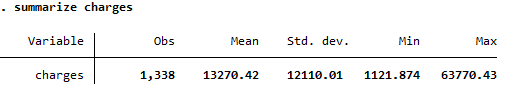 . summarize charges
Variable Obs Mean Std. dev. Min Max
charges 1,338 13270.42 12110.01 1121.874 63770.43